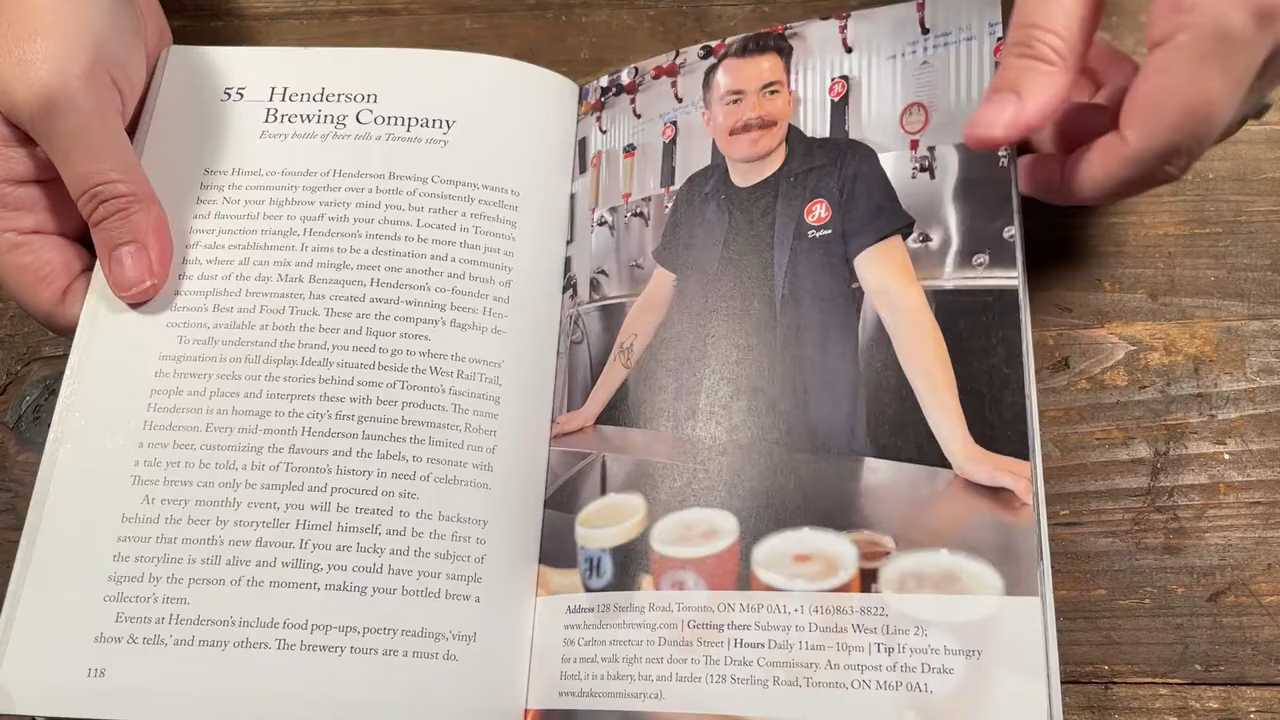 55 Henderson
Brewing Company
Every bottle of beer tells a Toronto story
Steve Himel, co-founder of Henderson Brewing Company, wants to
bring the community together over a bottle of consistently excellent
beer. Not your highbrow variety mind you, but rather a refreshing
and flavourful beer to quaff with your chums. Located in Toronto's
lower junction triangle, Henderson's intends to be more than just an
off-sales establishment. It aims to be a destination and a community
hub, where all can mix and mingle, meet one another and brush off
the dust of the day. Mark Benzaquen, Henderson's co-founder and
accomplished brewmaster, has created award-winning beers: Hen-
derson's Best and Food Truck. These are the company's flagship de-
coctions, available at both the beer and liquor stores.
To really understand the brand, you need to go to where the owners'
imagination is on full display. Ideally situated beside the West Rail Trail,
the brewery seeks out the stories behind some of Toronto's fascinating
people and places and interprets these with beer products. The name
Henderson is an homage to the city's first genuine brewmaster, Robert
Henderson. Every mid-month Henderson launches the limited run of
a new beer, customizing the flavours and the labels, to resonate with
a tale yet to be told, a bit of Toronto's history in need of celebration.
These brews can only be sampled and procured on site.
At every monthly event, you will be treated to the backstory
behind the beer by storyteller Himel himself, and be the first to
savour that month's new flavour. If you are lucky and the subject of
the storyline is still alive and willing, you could have your sample
signed by the person of the moment, making your bottled brew a
collector's item.
Events at Henderson's include food pop-ups, poetry readings, 'vinyl
show & tells,' and many others. The brewery tours are a must do.
118
H
H
H
Dylan
H
Address 128 Sterling Road, Toronto, ON M6P 0A1, +1 (416)863-8822,
www.hendersonbrewing.com | Getting there Subway to Dundas West (Line 2);
506 Carlton streetcar to Dundas Street | Hours Daily 11am–10pm | Tip If you're hungry
for a meal, walk right next door to The Drake Commissary. An outpost of the Drake
Hotel, it is a bakery, bar, and larder (128 Sterling Road, Toronto, ON M6P 0A1,
www.drakecommissary.ca).